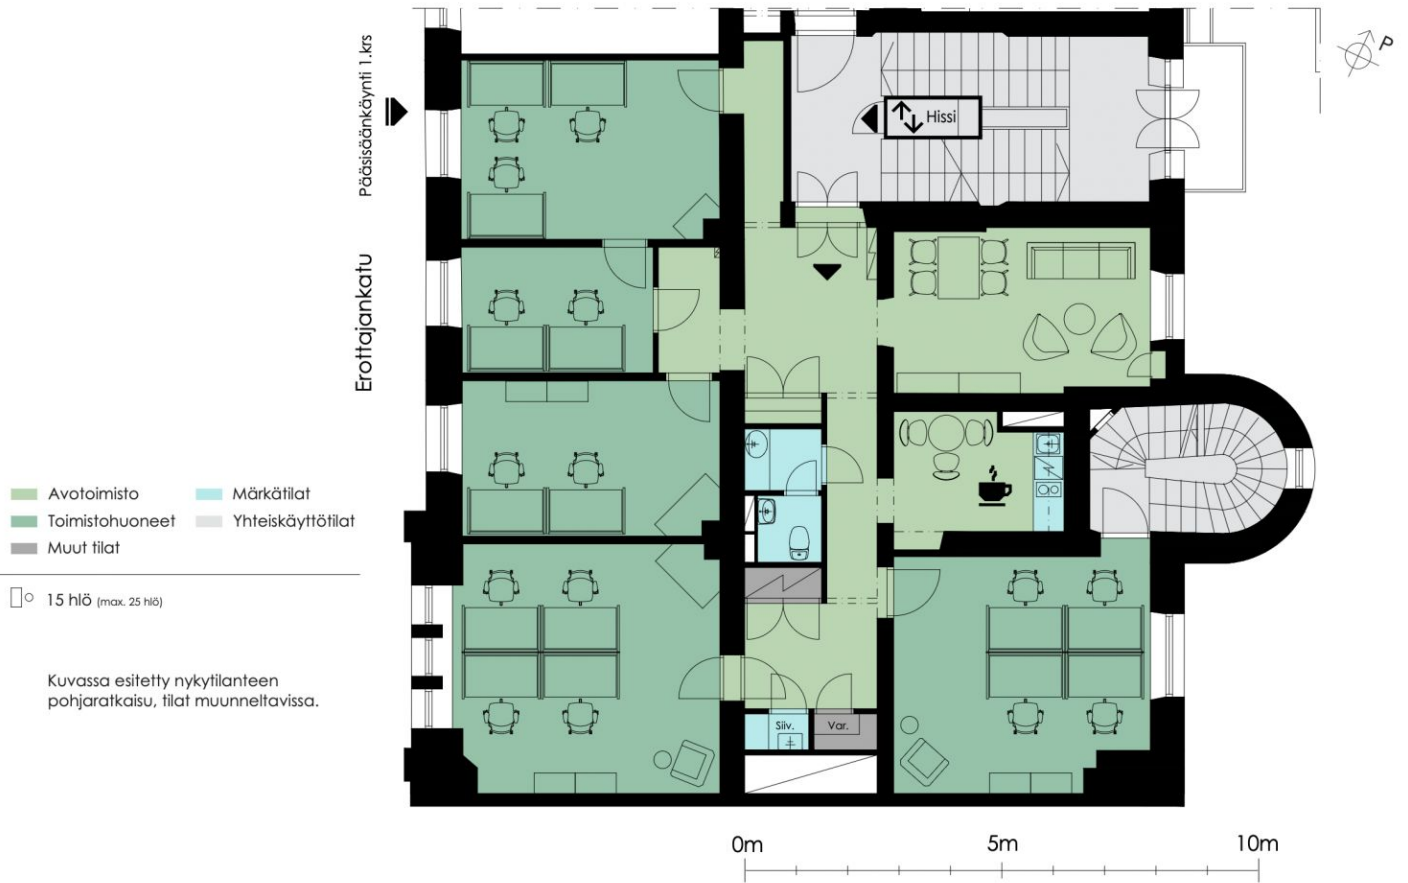 Pääsisäänkäynti 1.krs
Erottajankatu
P
Hissi
Avotoimisto
Märkätilat
Toimistohuoneet
Yhteiskäyttötilat
Muut tilat
15 hlö (max. 25 hlö)
Kuvassa esitetty nykytilanteen
pohjaratkaisu, tilat muunneltavissa.
Siiv.
Var.
0m
5m
10m